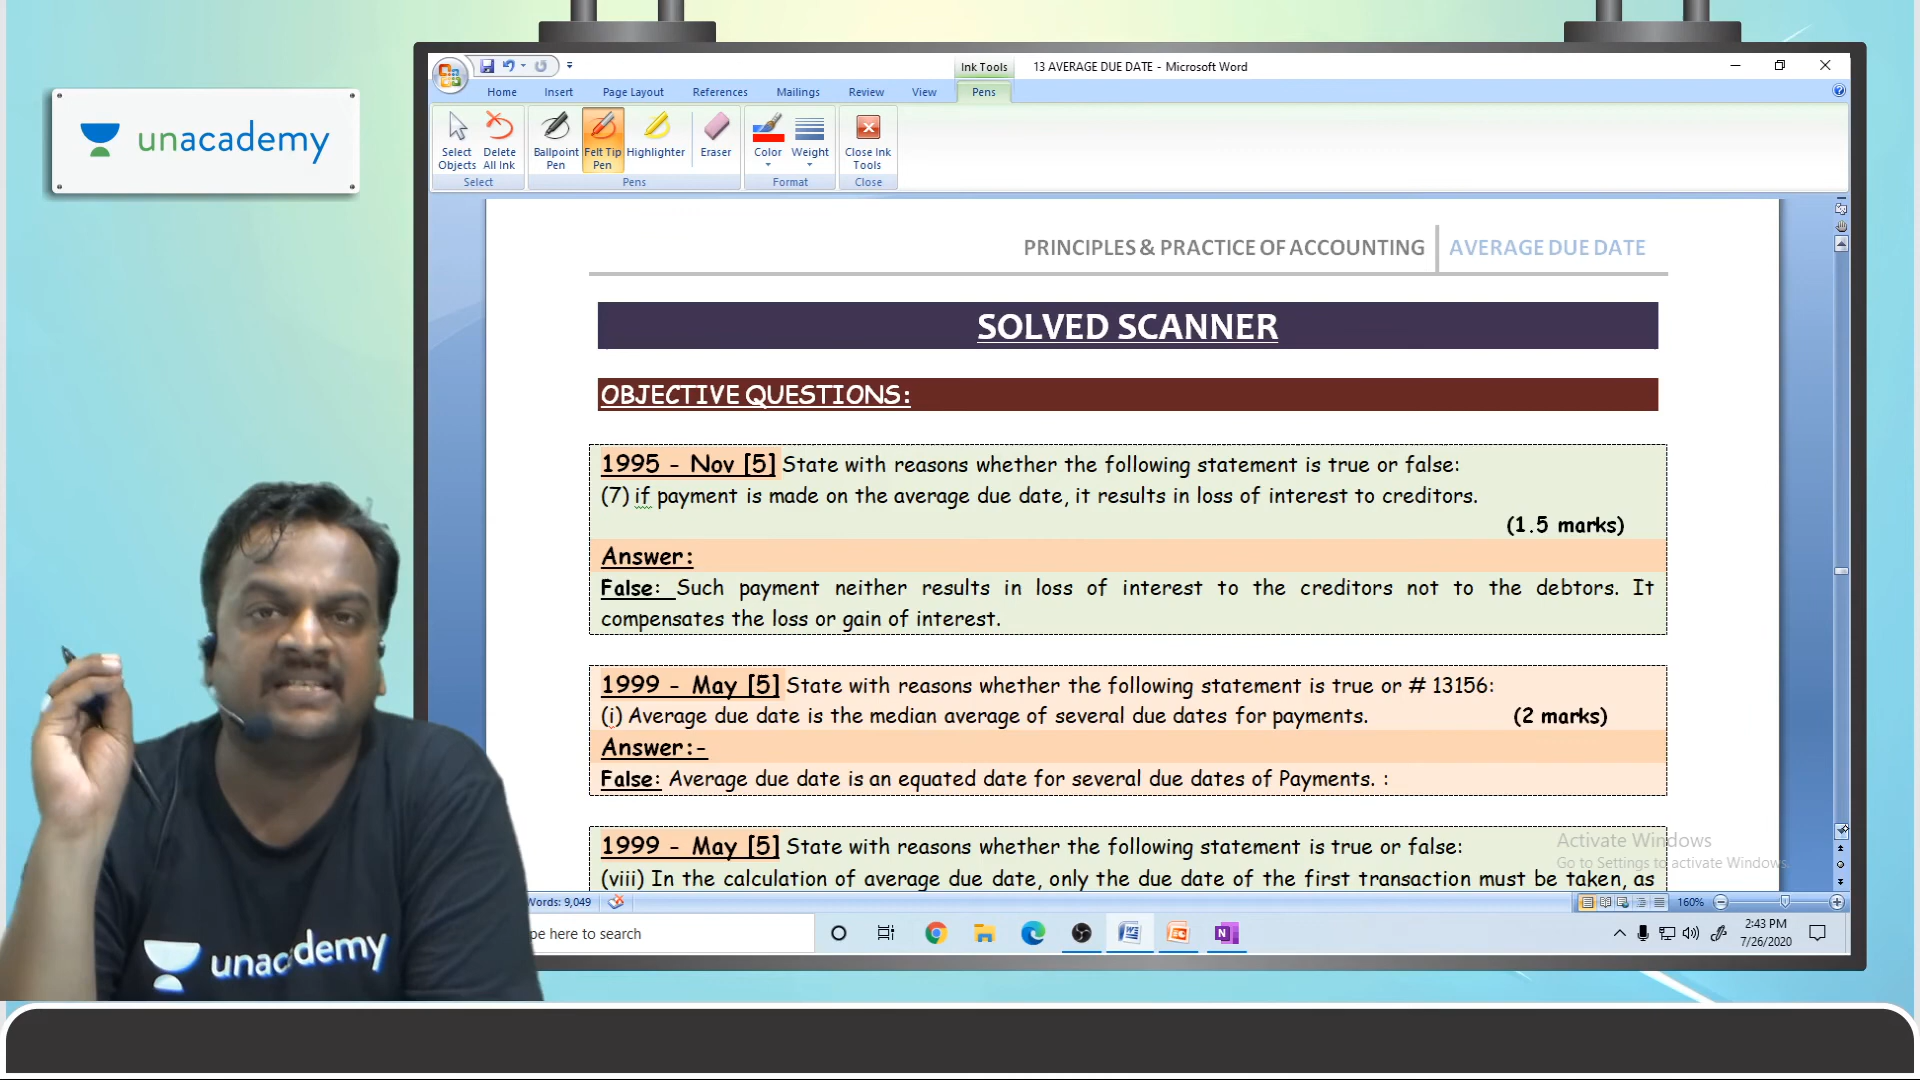 unacademy
Ink Tools
13 AVERAGE DUE DATE - Microsoft Word
Home Insert Page Layout References Mailings Review View Pens
Select Objects
Delete All Ink
Ballpoint Pen
Felt Tip Pen
Highlighter
Eraser
Color
Weight
Close Ink Tools
Select Pens Format Close
PRINCIPLES & PRACTICE OF ACCOUNTING AVERAGE DUE DATE
SOLVED SCANNER
OBJECTIVE QUESTIONS:
1995 - Nov [5] State with reasons whether the following statement is true or false:
(7) if payment is made on the average due date, it results in loss of interest to creditors.
(1.5 marks)
Answer:
False: Such payment neither results in loss of interest to the creditors not to the debtors. It
compensates the loss or gain of interest.
1999 - May [5] State with reasons whether the following statement is true or # 13156:
(i) Average due date is the median average of several due dates for payments. (2 marks)
Answer:-
False: Average due date is an equated date for several due dates of Payments. :
1999 - May [5] State with reasons whether the following statement is true or false:
(viii) In the calculation of average due date, only the due date of the first transaction must be taken, as
Activate Windows
Go to Settings to activate Windows.
Words: 9,049
160%
pe here to search
2:43 PM
7/26/2020
unacademy